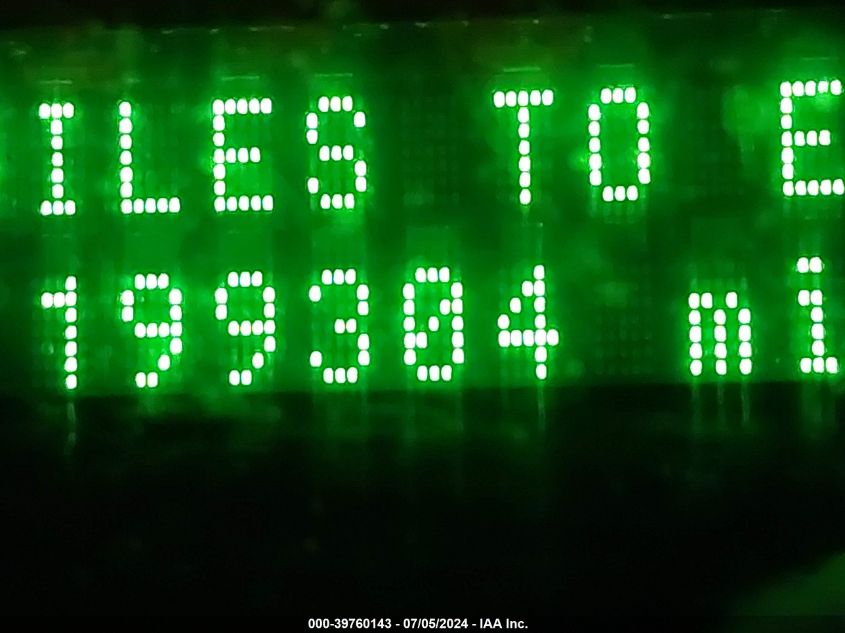 ILES TO E
199304 mi
000-39760143 - 07/05/2024 - IAA Inc.